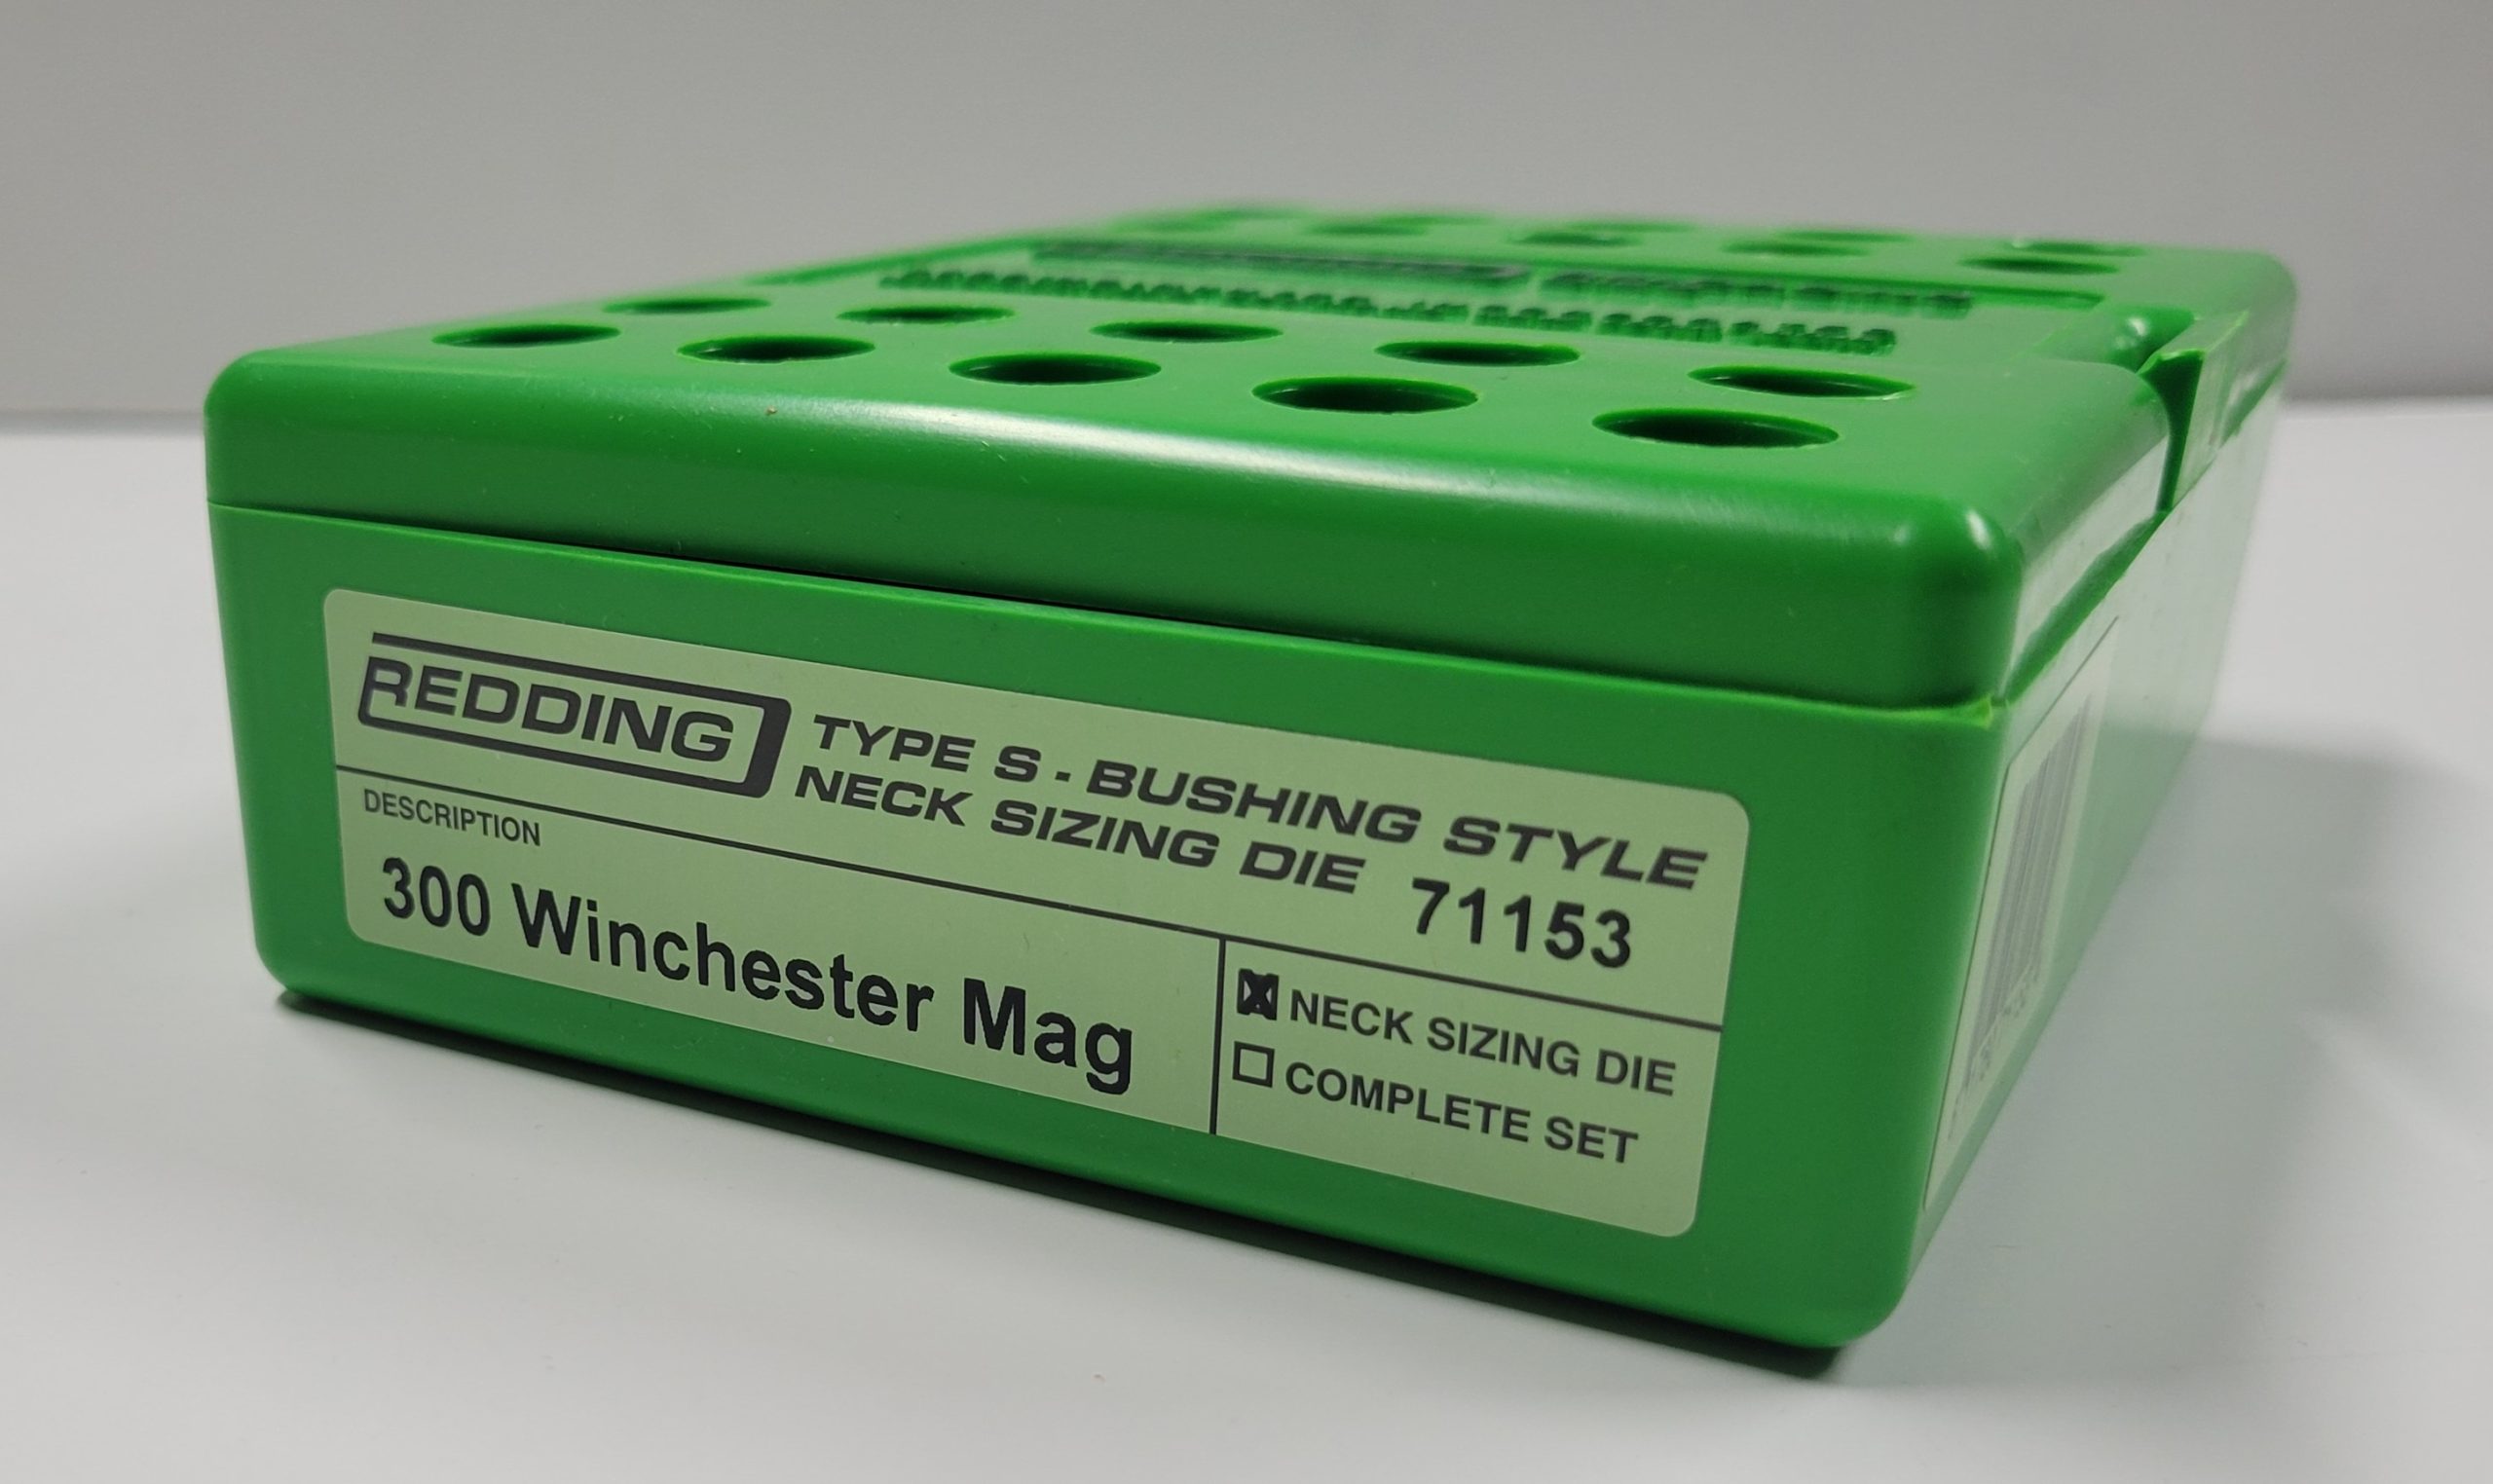 REDDING
TYPE S - BUSHING STYLE
NECK SIZING DIE 71153
DESCRIPTION
300 Winchester Mag
NECK SIZING DIE
COMPLETE SET